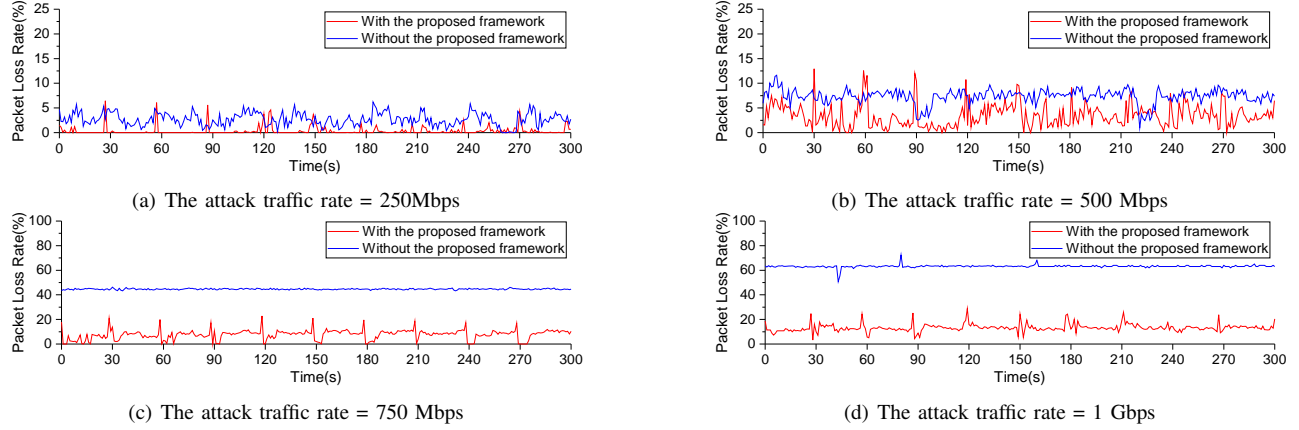 With the proposed framework
Without the proposed framework
Packet Loss Rate(%)
25
20
15
10
5
0
0 30 60 90 120 150 180 210 240 270 300
Time(s)
(a) The attack traffic rate = 250Mbps
With the proposed framework
Without the proposed framework
Packet Loss Rate(%)
25
20
15
10
5
0
0 30 60 90 120 150 180 210 240 270 300
Time(s)
(b) The attack traffic rate = 500 Mbps
With the proposed framework
Without the proposed framework
Packet Loss Rate(%)
100
80
60
40
20
0
0 30 60 90 120 150 180 210 240 270 300
Time(s)
(c) The attack traffic rate = 750 Mbps
With the proposed framework
Without the proposed framework
Packet Loss Rate(%)
100
80
60
40
20
0
0 30 60 90 120 150 180 210 240 270 300
Time(s)
(d) The attack traffic rate = 1 Gbps